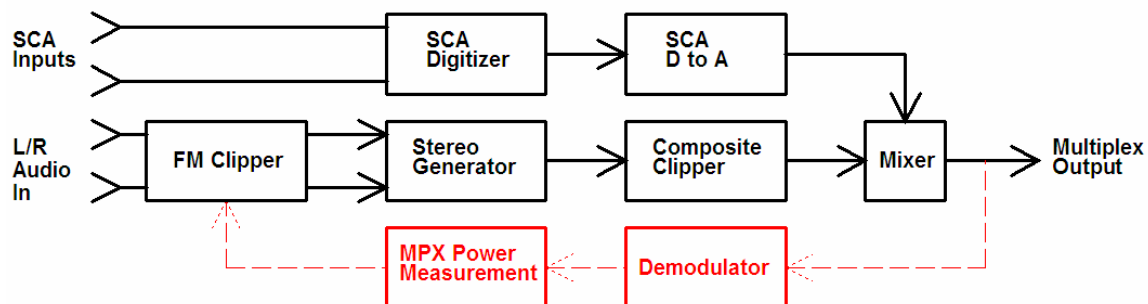 SCA
Inputs
SCA
Digitizer
SCA
D to A
L/R
Audio
In
FM Clipper
Stereo
Generator
Composite
Clipper
Mixer
Multiplex
Output
MPX Power
Measurement
Demodulator